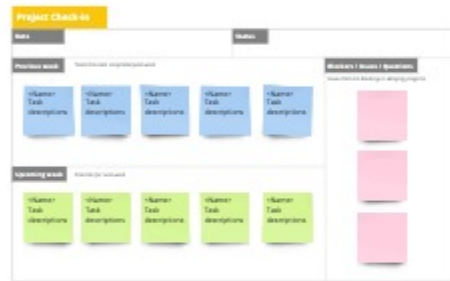 Project Check-in
Date
Status
Previous week
Blockers / Issues / Questions
<Name>
Task
descriptions
<Name>
Task
descriptions
<Name>
Task
descriptions
<Name>
Task
descriptions
<Name>
Task
descriptions
Upcoming week
<Name>
Task
descriptions
<Name>
Task
descriptions
<Name>
Task
descriptions
<Name>
Task
descriptions
<Name>
Task
descriptions